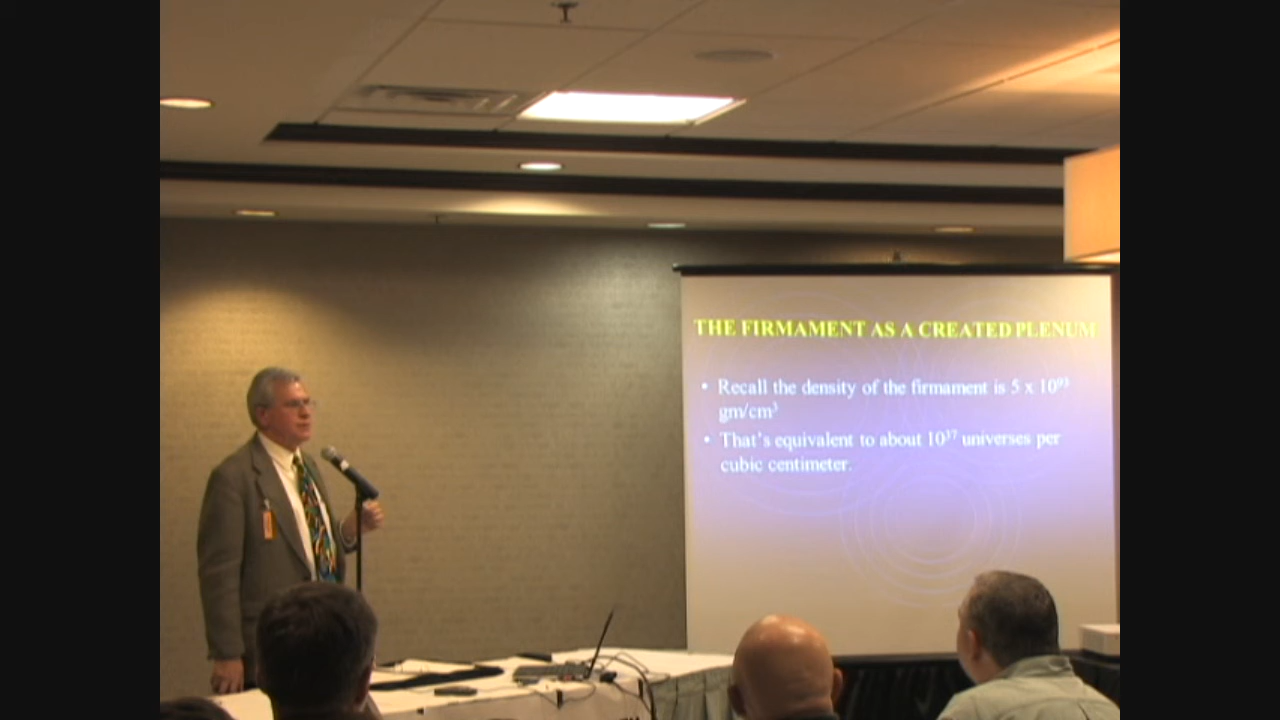 THE FIRMAMENT AS A CREATED PLENUM
• Recall the density of the firmament is 5 x 10⁹³
gm/cm³
• That's equivalent to about 10³⁷ universes per
cubic centimeter.